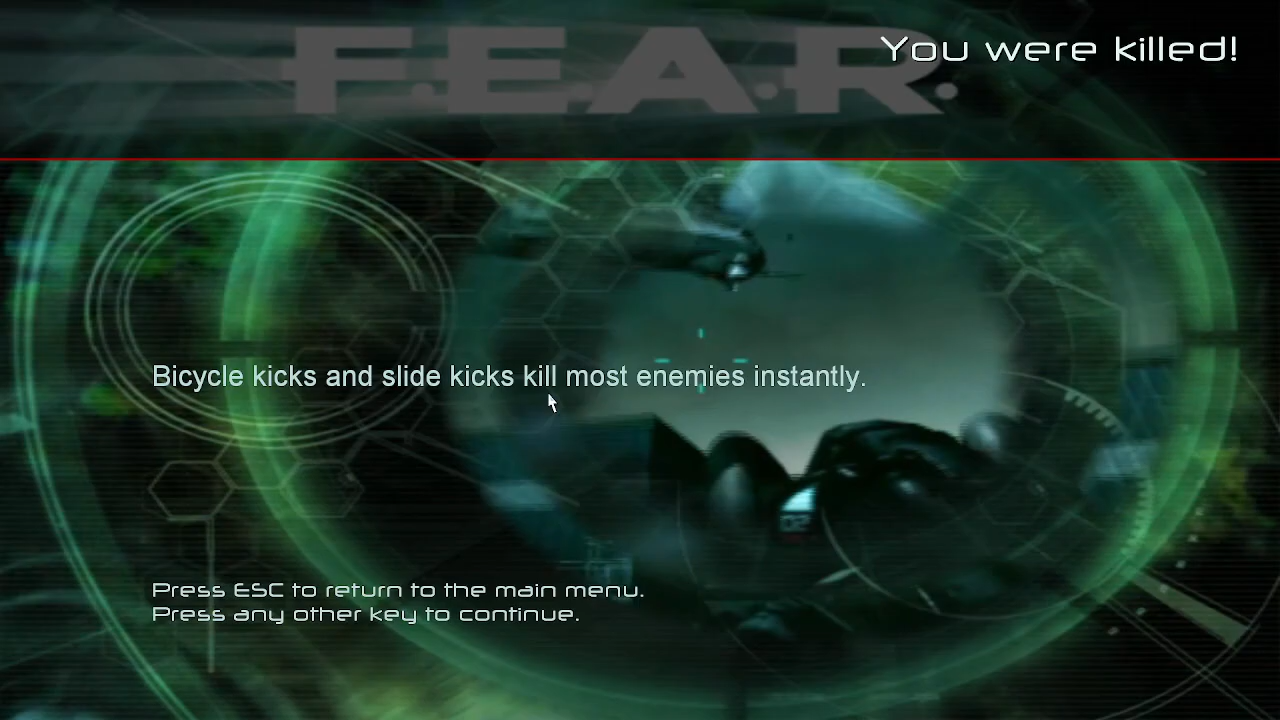 F.E.A.R.
You were killed!
Bicycle kicks and slide kicks kill most enemies instantly.
02
Press ESC to return to the main menu.
Press any other key to continue.